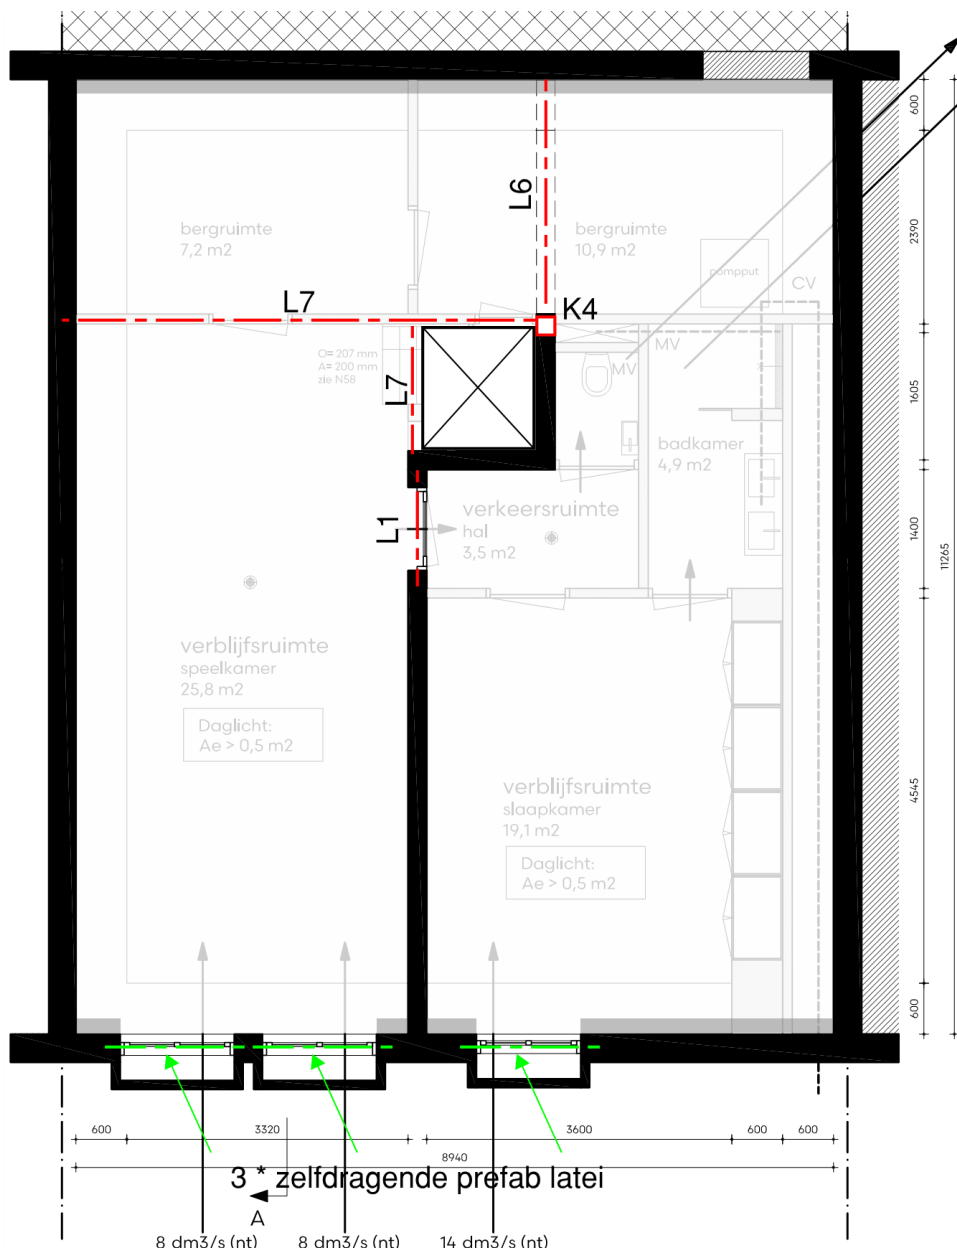 600
L6
bergruimte
7,2 m2
bergruimte
10,9 m2
2390
pompput
CV
L7
K4
O= 207 mm
A= 200 mm
zie N58
L7
MV
MV
1605
badkamer
4,9 m2
L1
verkeersruimte
hal
3,5 m2
1400
11265
verblijfsruimte
speelkamer
25,8 m2
Daglicht:
Ae > 0,5 m2
verblijfsruimte
slaapkamer
19,1 m2
4545
Daglicht:
Ae > 0,5 m2
600
600
3320
3600
600
600
8940
3 * zelfdragende prefab latei
A
8 dm3/s (nt)
8 dm3/s (nt)
14 dm3/s (nt)